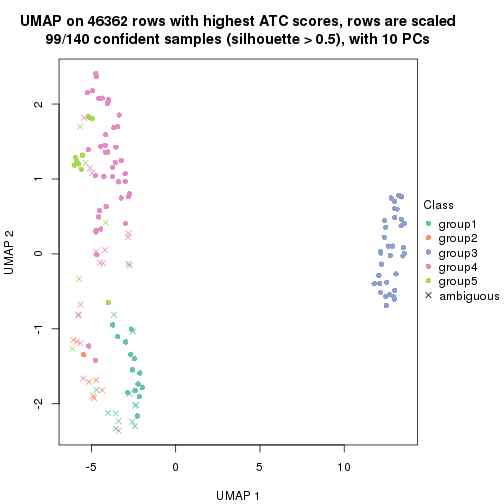 UMAP on 46362 rows with highest ATC scores, rows are scaled
99/140 confident samples (silhouette > 0.5), with 10 PCs
UMAP 2
2
1
0
-1
-2
-5
0
5
10
UMAP 1
Class
group1
group2
group3
group4
group5
ambiguous